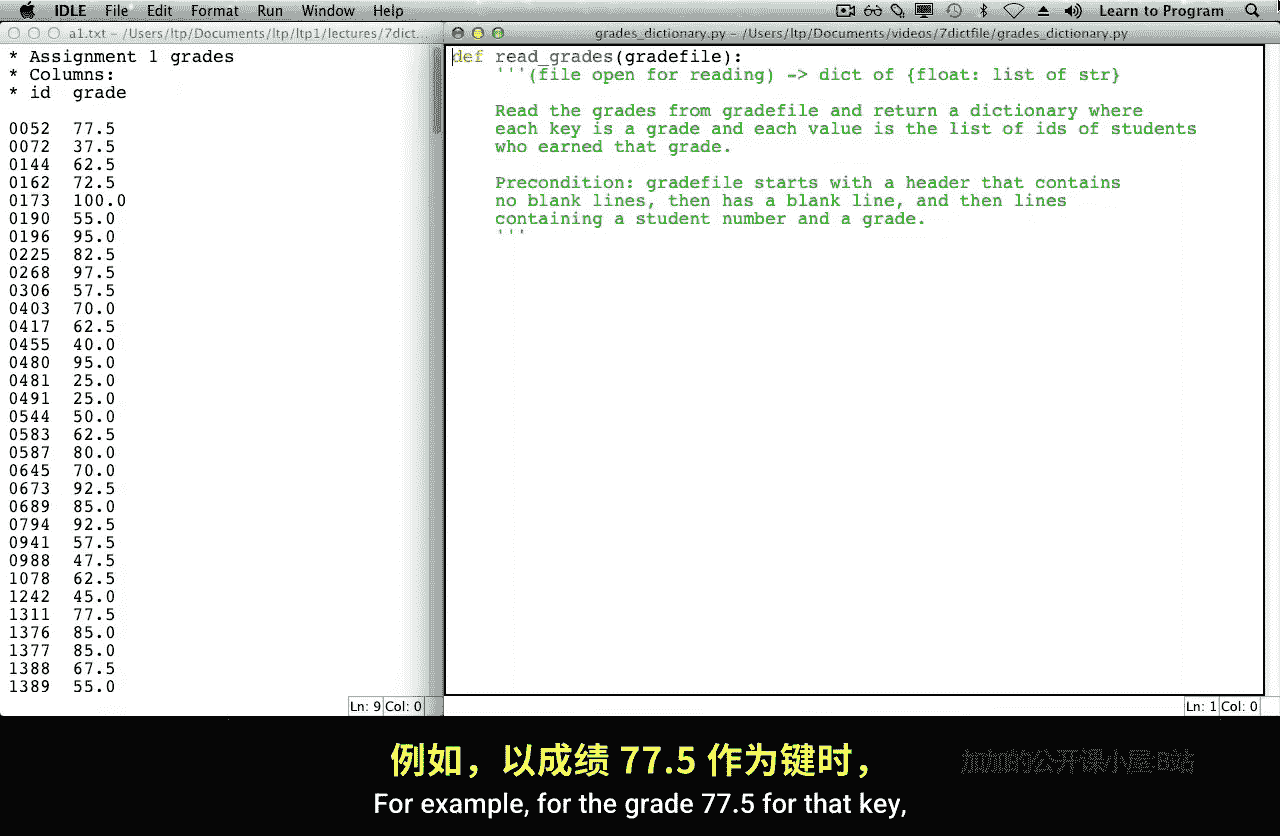 IDLE File Edit Format Run Window Help Learn to Program
a1.txt – /Users/ltp/Documents/ltp/ltp1/lectures/7dict...
grades_dictionary.py – /Users/ltp/Documents/videos/7dictfile/grades_dictionary.py
* Assignment 1 grades
* Columns:
* id grade
0052 77.5
0072 37.5
0144 62.5
0162 72.5
0173 100.0
0190 55.0
0196 95.0
0225 82.5
0268 97.5
0306 57.5
0403 70.0
0417 62.5
0455 40.0
0480 95.0
0481 25.0
0491 25.0
0544 50.0
0583 62.5
0587 80.0
0645 70.0
0673 92.5
0689 85.0
0794 92.5
0941 57.5
0988 47.5
1078 62.5
1242 45.0
1311 77.5
1376 85.0
1377 85.0
1388 67.5
1389 55.0
Ln: 9 Col: 0
def read_grades(gradefile):
'''(file open for reading) -> dict of {float: list of str}
Read the grades from gradefile and return a dictionary where
each key is a grade and each value is the list of ids of students
who earned that grade.
Precondition: gradefile starts with a header that contains
no blank lines, then has a blank line, and then lines
containing a student number and a grade.
'''
Ln: 1 Col: 0
例如，以成绩 77.5 作为键时，
For example, for the grade 77.5 for that key,
加加的公开课小屋:B站